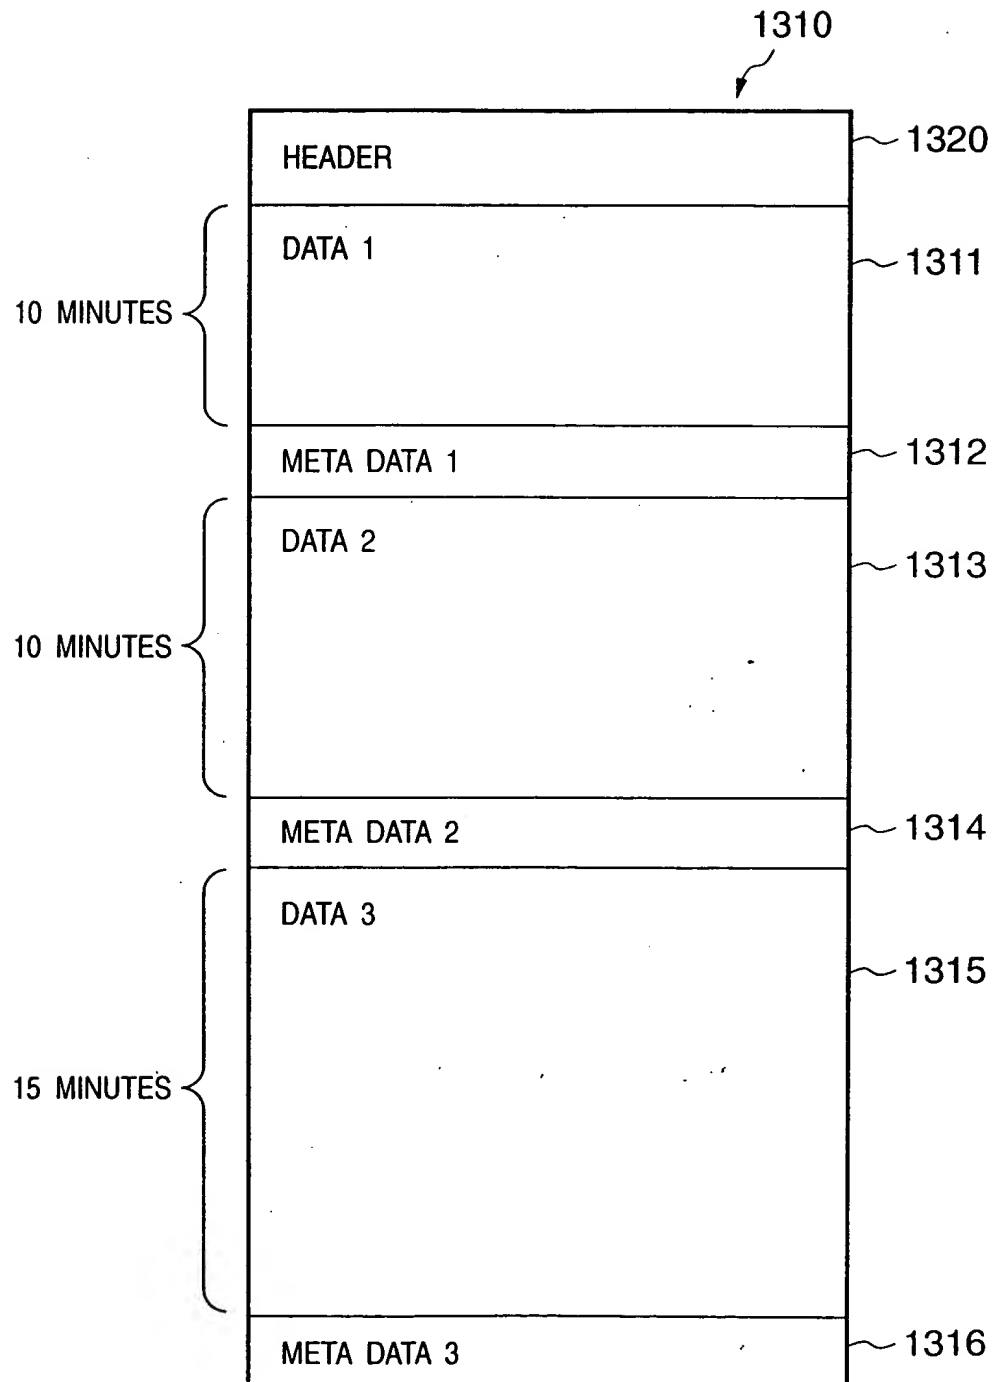 1310
HEADER
1320
DATA 1
1311
10 MINUTES
META DATA 1
1312
DATA 2
1313
10 MINUTES
META DATA 2
1314
DATA 3
1315
15 MINUTES
META DATA 3
1316